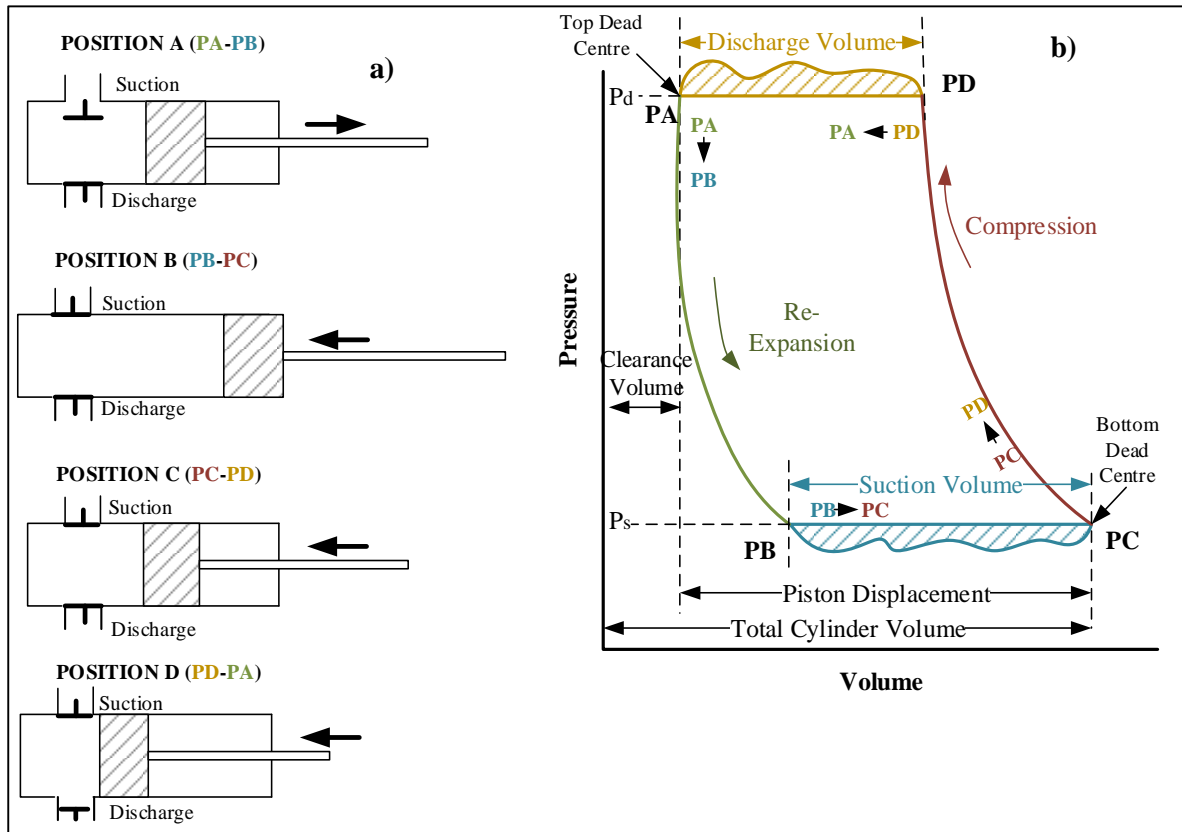 a)
POSITION A (PA-PB)
Suction
Discharge
POSITION B (PB-PC)
Suction
Discharge
POSITION C (PC-PD)
Suction
Discharge
POSITION D (PD-PA)
Suction
Discharge
b)
Top Dead
Centre
Discharge Volume
PD
Pd
PA
PA
PB
PA
PD
Compression
Re-
Expansion
Pressure
Clearance
Volume
PD
PC
Bottom
Dead
Centre
Suction Volume
PB
PC
Ps
PB
PC
Piston Displacement
Total Cylinder Volume
Volume